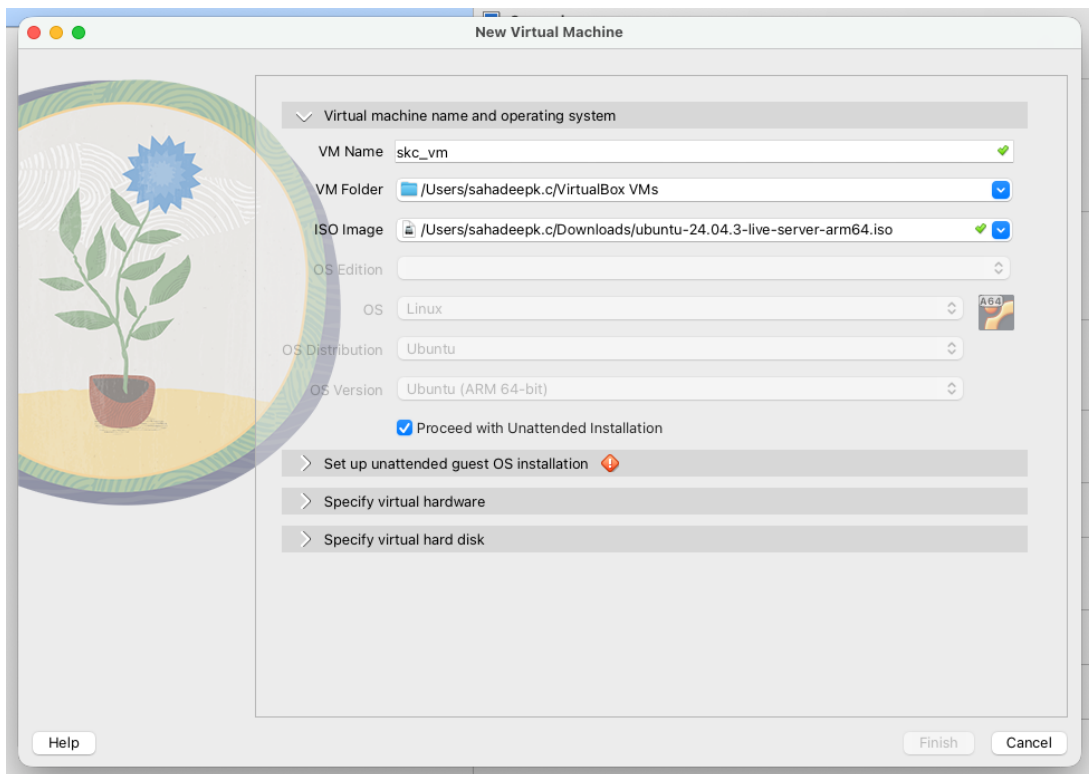 New Virtual Machine
Virtual machine name and operating system
VM Name skc_vm
VM Folder /Users/sahadeepk.c/VirtualBox VMs
ISO Image /Users/sahadeepk.c/Downloads/ubuntu-24.04.3-live-server-arm64.iso
OS Edition
OS Linux
A64
OS Distribution Ubuntu
OS Version Ubuntu (ARM 64-bit)
Proceed with Unattended Installation
Set up unattended guest OS installation
Specify virtual hardware
Specify virtual hard disk
Help Finish Cancel